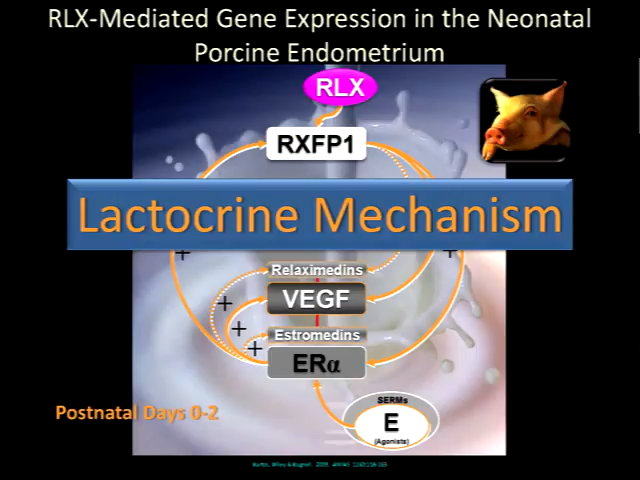 RLX-Mediated Gene Expression in the Neonatal
Porcine Endometrium
RLX
RXFP1
Lactocrine Mechanism
+
+
Relaximedins
+
VEGF
+
Estromedins
+
ERα
SERMs
Postnatal Days 0-2
E
(Agonists)